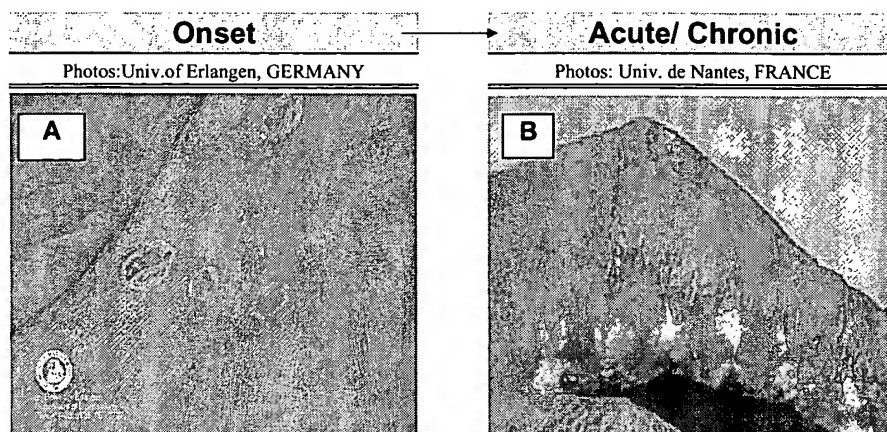 Onset
Acute/ Chronic
Photos:Univ.of Erlangen, GERMANY
Photos: Univ. de Nantes, FRANCE
A
B